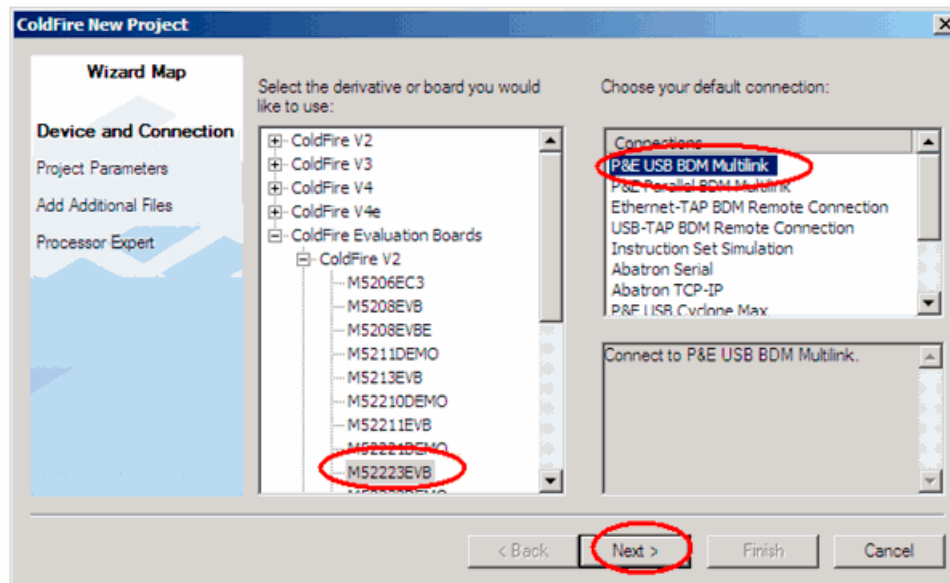 ColdFire New Project
Wizard Map
Device and Connection
Project Parameters
Add Additional Files
Processor Expert
Select the derivative or board you would
like to use:
ColdFire V2
ColdFire V3
ColdFire V4
ColdFire V4e
ColdFire Evaluation Boards
ColdFire V2
M5206EC3
M5208EVB
M5208EVBE
M5211DEMO
M5213EVB
M52210DEMO
M52211EVB
M52221DEMO
M52223EVB
Choose your default connection:
Connections
P&E USB BDM Multilink
P&E Parallel BDM Multilink
Ethernet-TAP BDM Remote Connection
USB-TAP BDM Remote Connection
Instruction Set Simulation
Abatron Serial
Abatron TCP-IP
P&E USB Cyclone Max
Connect to P&E USB BDM Multilink.
< Back
Next >
Finish
Cancel